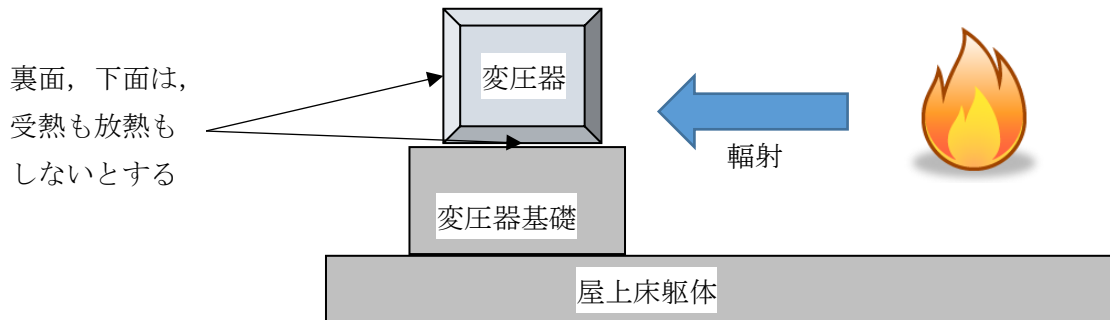 裏面，下面は，
受熱も放熱も
しないとする
変圧器
輻射
変圧器基礎
屋上床躯体